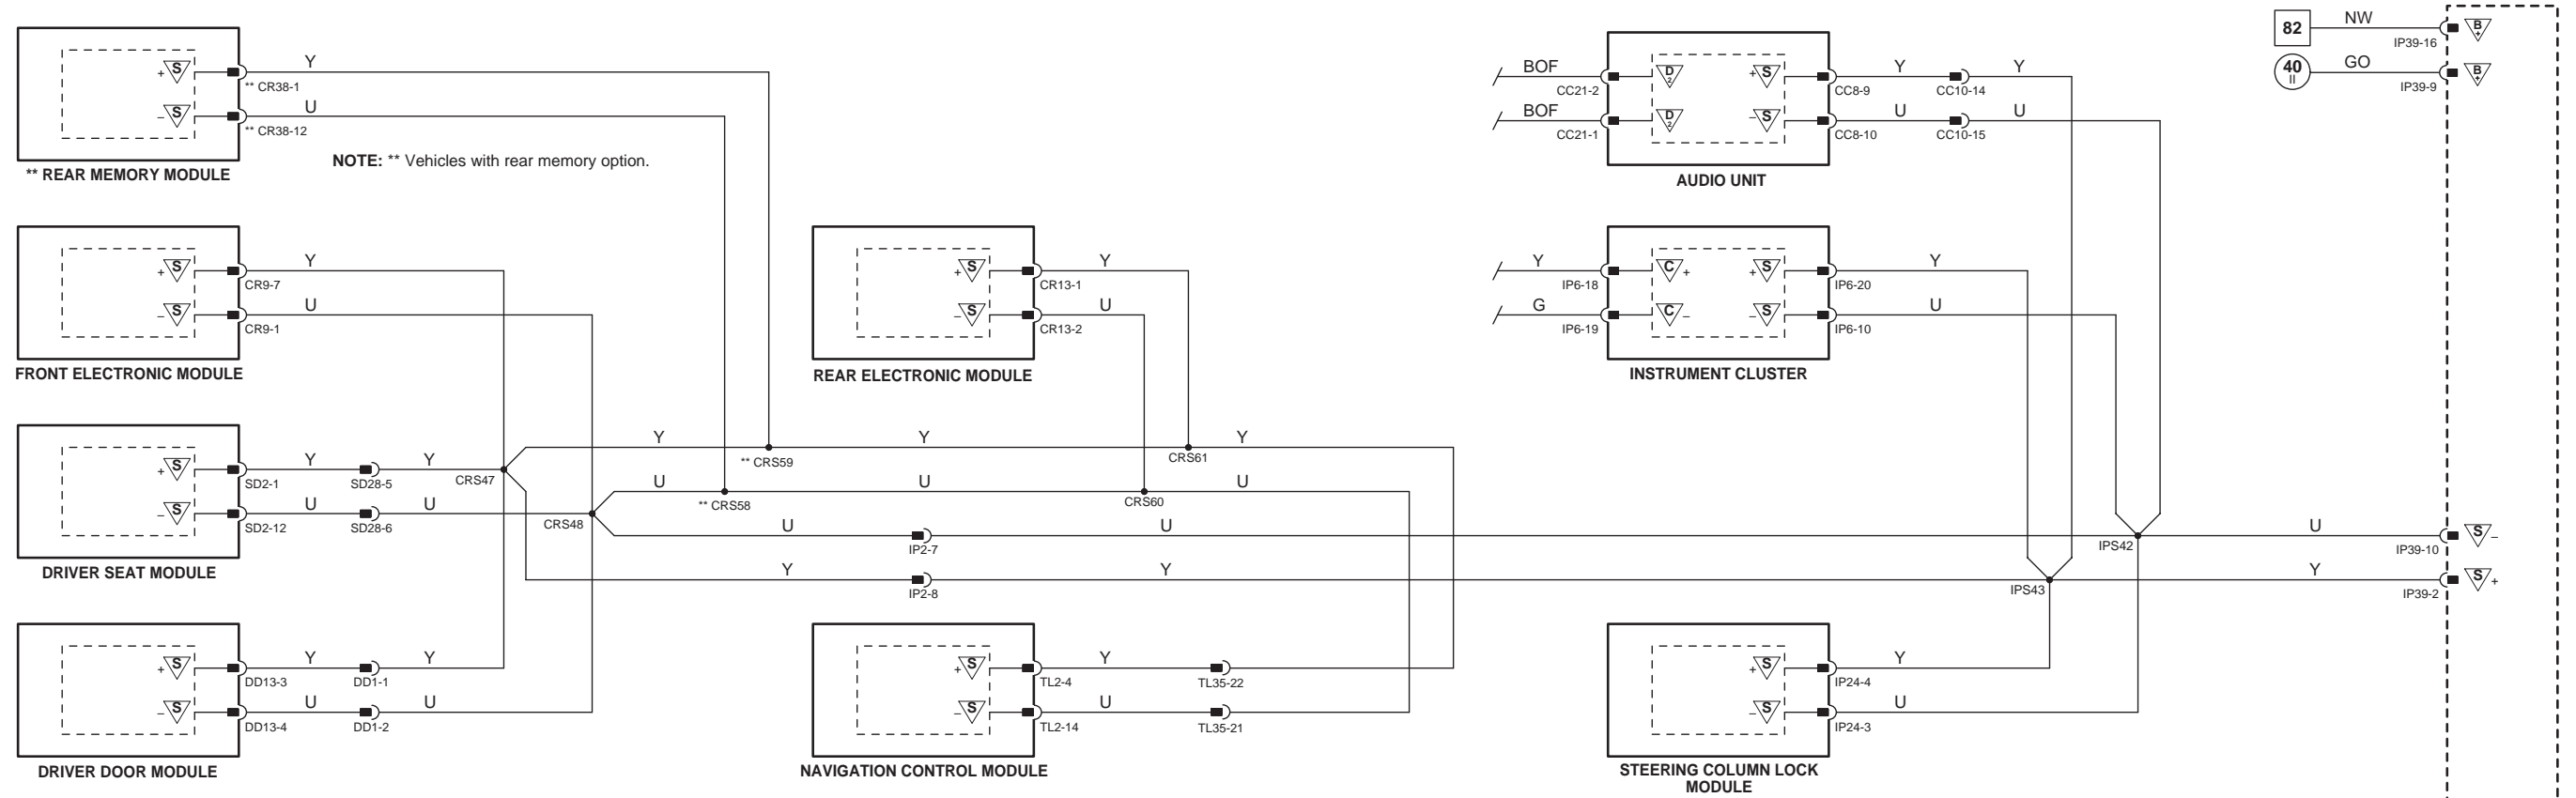 + S Y ** CR38-1
– S U ** CR38-12
** REAR MEMORY MODULE
NOTE: ** Vehicles with rear memory option.
BOF CC21-2 D2 + S CC8-9 Y CC10-14 Y
BOF CC21-1 D2 – S CC8-10 U CC10-15 U
AUDIO UNIT
82 NW IP39-16 B+
40 II GO IP39-9 B+
+ S CR9-7 Y
– S CR9-1 U
FRONT ELECTRONIC MODULE
+ S CR13-1 Y
– S CR13-2 U
REAR ELECTRONIC MODULE
Y IP6-18 C + + S IP6-20 Y
G IP6-19 C – – S IP6-10 U
INSTRUMENT CLUSTER
+ S SD2-1 Y SD28-5 Y CRS47
– S SD2-12 U SD28-6 U CRS48
DRIVER SEAT MODULE
Y ** CRS59 Y CRS61 Y
U ** CRS58 U CRS60 U
U IP2-7 U IPS42 U IP39-10 S –
Y IP2-8 Y IPS43 Y IP39-2 S +
+ S DD13-3 Y DD1-1 Y
– S DD13-4 U DD1-2 U
DRIVER DOOR MODULE
+ S TL2-4 Y TL35-22
– S TL2-14 U TL35-21
NAVIGATION CONTROL MODULE
+ S IP24-4 Y
– S IP24-3 U
STEERING COLUMN LOCK
MODULE